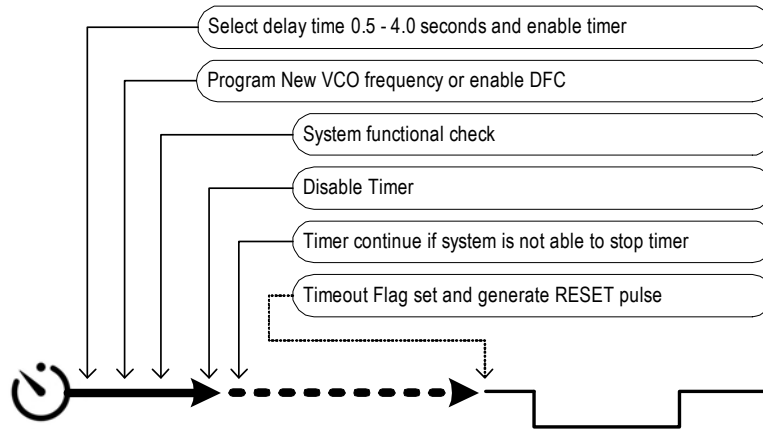 Select delay time 0.5 - 4.0 seconds and enable timer
Program New VCO frequency or enable DFC
System functional check
Disable Timer
Timer continue if system is not able to stop timer
Timeout Flag set and generate RESET pulse